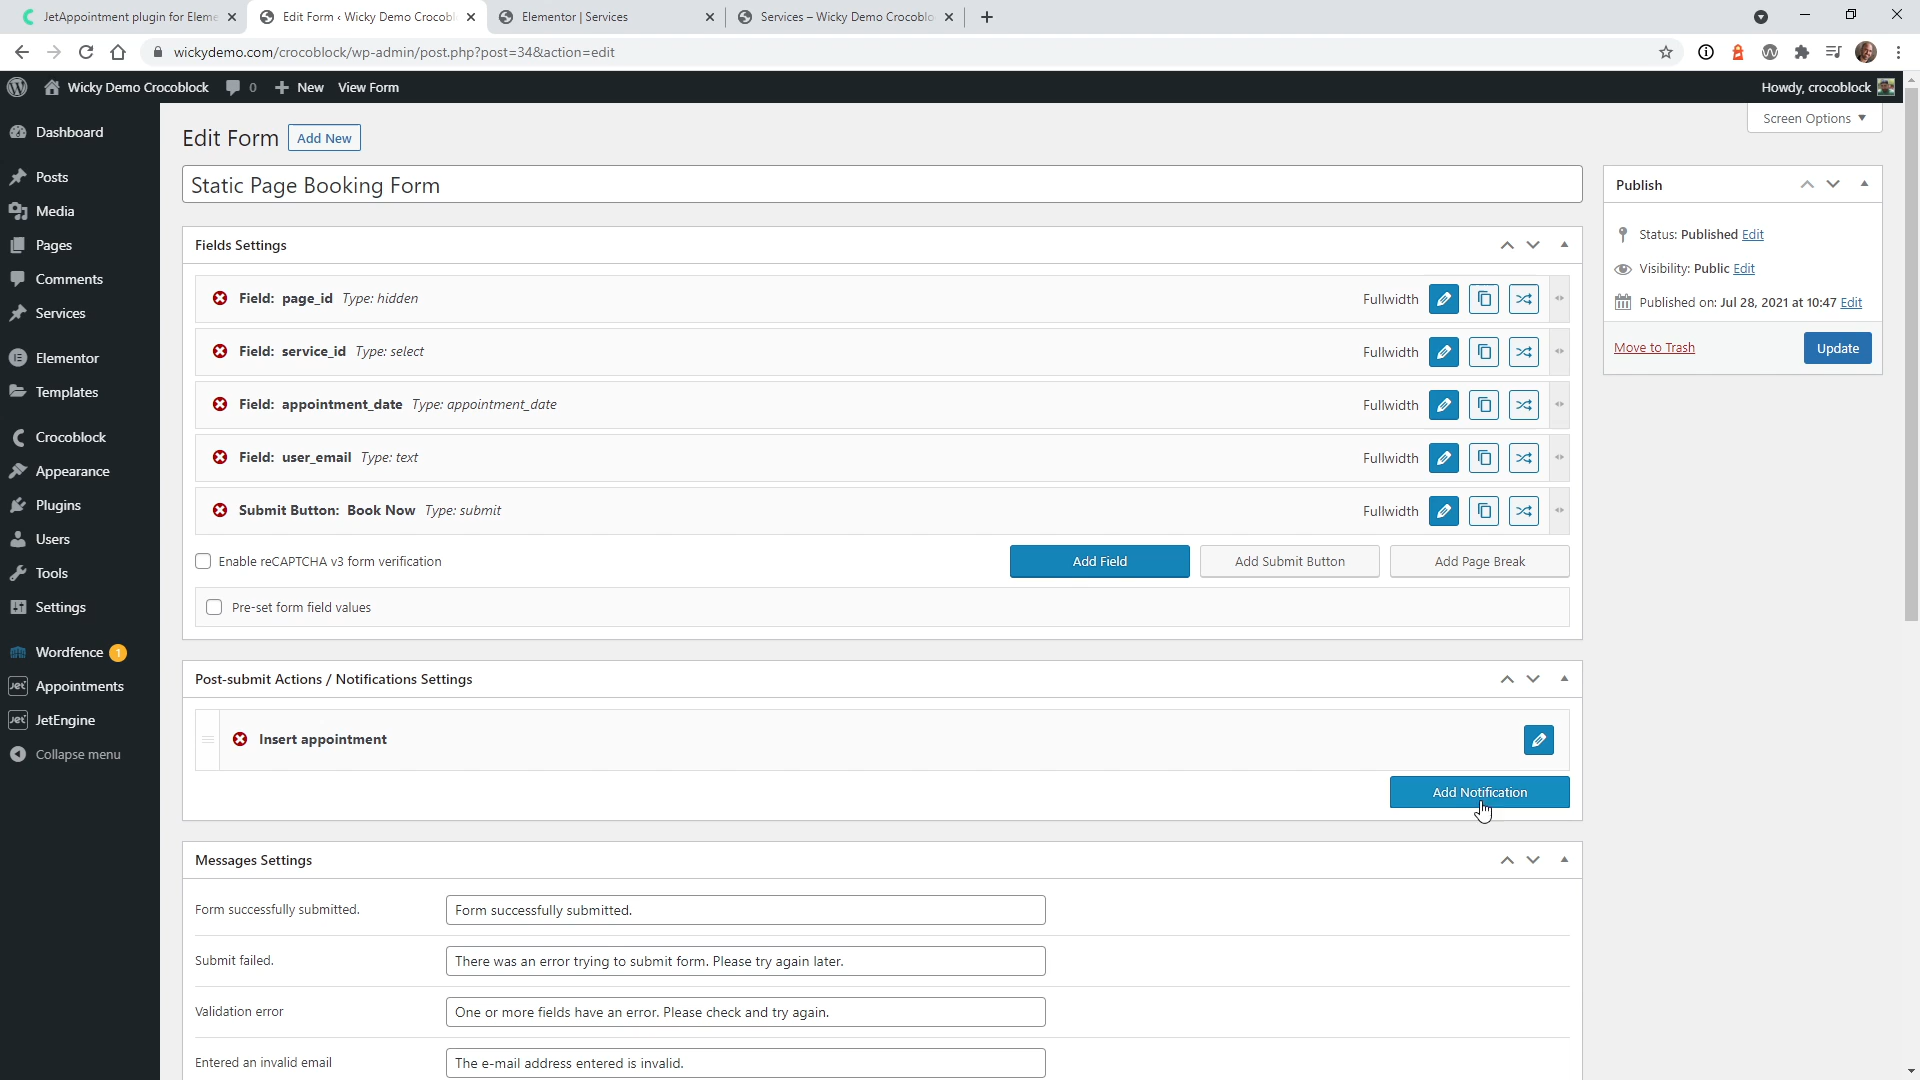 JetAppointment plugin for Eleme
Edit Form ‹ Wicky Demo Crocobl
Elementor | Services
Services – Wicky Demo Crocoblo
wickydemo.com/crocoblock/wp-admin/post.php?post=34&action=edit
Wicky Demo Crocoblock
0
New
View Form
Howdy, crocoblock
Dashboard
Posts
Media
Pages
Comments
Services
Elementor
Templates
Crocoblock
Appearance
Plugins
Users
Tools
Settings
Wordfence 1
Jet Appointments
Jet JetEngine
Collapse menu
Screen Options
Edit Form
Add New
Static Page Booking Form
Fields Settings
Field: page_id Type: hidden Fullwidth
Field: service_id Type: select Fullwidth
Field: appointment_date Type: appointment_date Fullwidth
Field: user_email Type: text Fullwidth
Submit Button: Book Now Type: submit Fullwidth
Enable reCAPTCHA v3 form verification
Add Field
Add Submit Button
Add Page Break
Pre-set form field values
Post-submit Actions / Notifications Settings
Insert appointment
Add Notification
Messages Settings
Form successfully submitted. Form successfully submitted.
Submit failed. There was an error trying to submit form. Please try again later.
Validation error One or more fields have an error. Please check and try again.
Entered an invalid email The e-mail address entered is invalid.
Publish
Status: Published Edit
Visibility: Public Edit
Published on: Jul 28, 2021 at 10:47 Edit
Move to Trash
Update